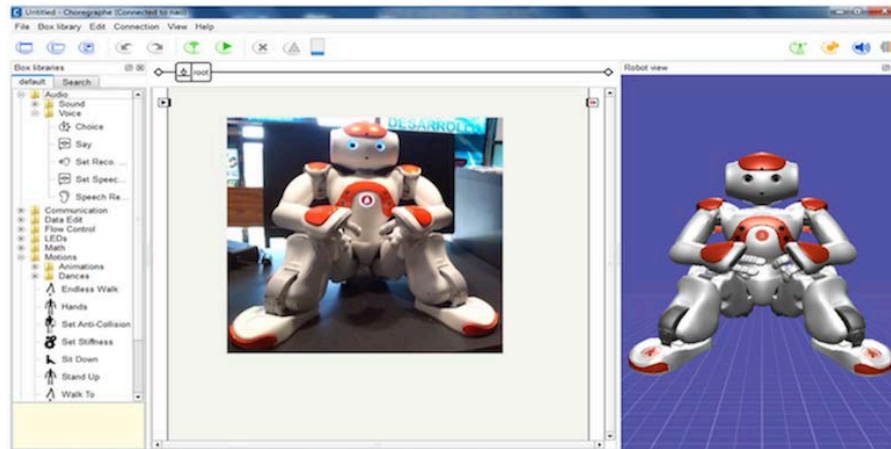 Untitled - Choregraphe (Connected to nao)
File Box library Edit Connection View Help
Box libraries
default Search
Audio
Sound
Voice
Choice
Say
Set Reco. ...
Set Speec...
Speech Re...
Communication
Data Edit
Flow Control
LEDs
Math
Motions
Animations
Dances
Endless Walk
Hands
Set Anti-Collision
Set Stiffness
Sit Down
Stand Up
Walk To
root
DESARROLL
Robot view